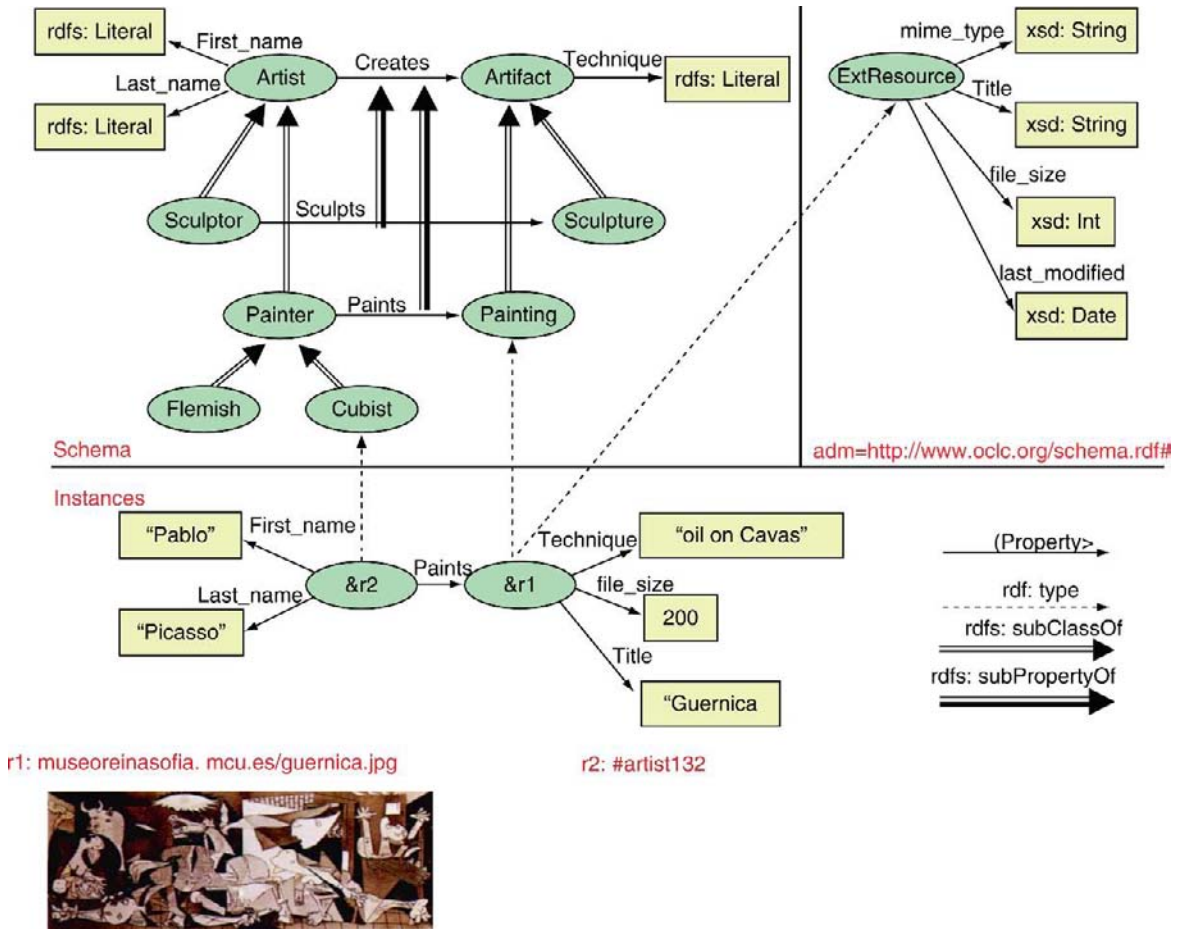 rdfs: Literal
First_name
Artist
Creates
Artifact
Technique
rdfs: Literal
Last_name
rdfs: Literal
Sculptor
Sculpts
Sculpture
Painter
Paints
Painting
Flemish
Cubist
Schema
mime_type
xsd: String
ExtResource
Title
xsd: String
file_size
xsd: Int
last_modified
xsd: Date
adm=http://www.oclc.org/schema.rdf#
Instances
"Pablo"
First_name
&r2
Last_name
"Picasso"
Paints
&r1
Technique
"oil on Cavas"
file_size
200
Title
"Guernica
(Property>
rdf: type
rdfs: subClassOf
rdfs: subPropertyOf
r1: museoreinasofia. mcu.es/guernica.jpg
r2: #artist132